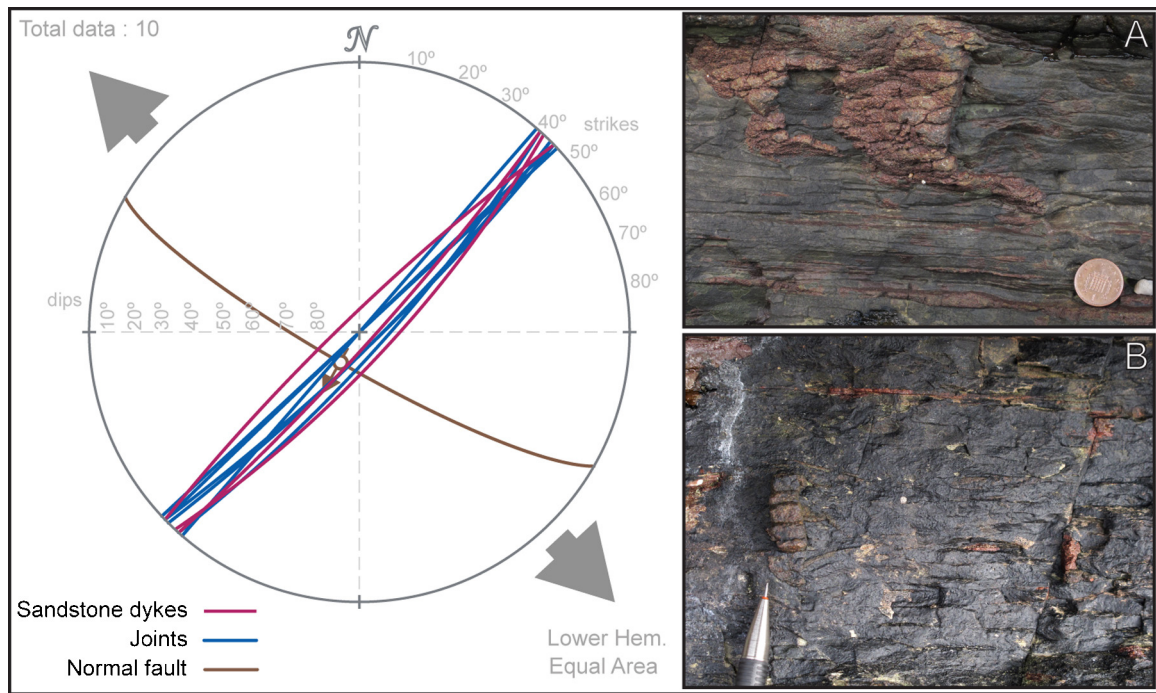 Total data : 10
N
10º
20º
30º
40º
strikes
50º
60º
70º
80º
dips
10º
20º
30º
40º
50º
60º
70º
80º
Sandstone dykes
Joints
Normal fault
Lower Hem.
Equal Area
A
B